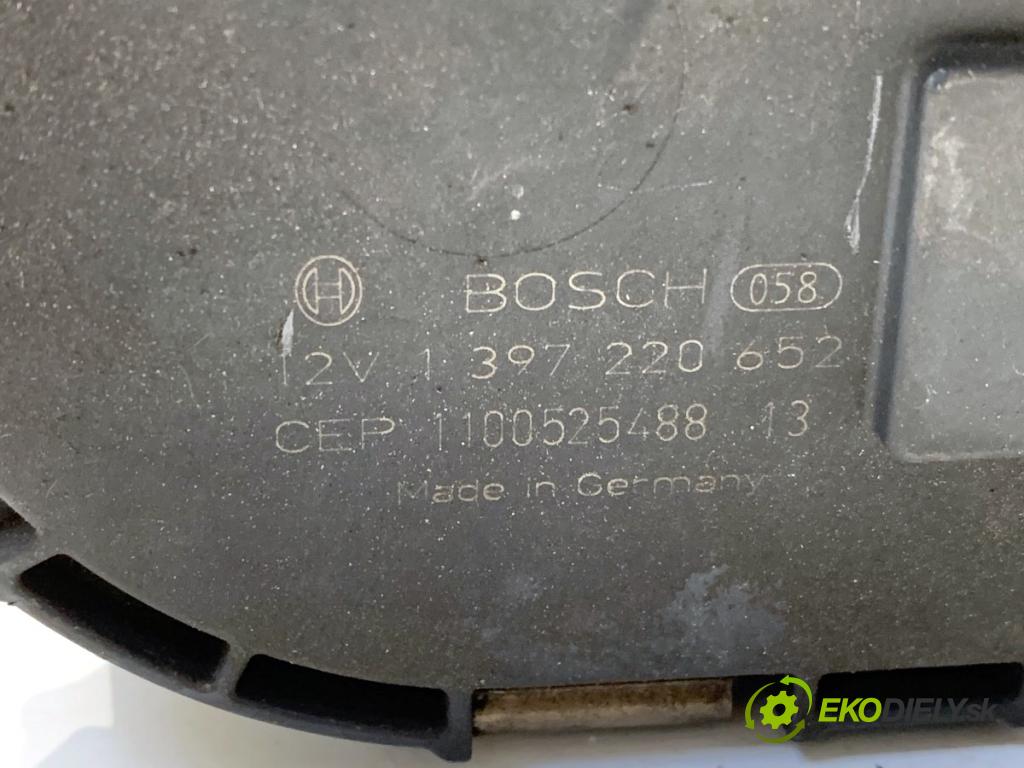 BOSCH 058
12V 1 397 220 652
CEP 1100525488 13
Made in Germany
EKODIELY.sk